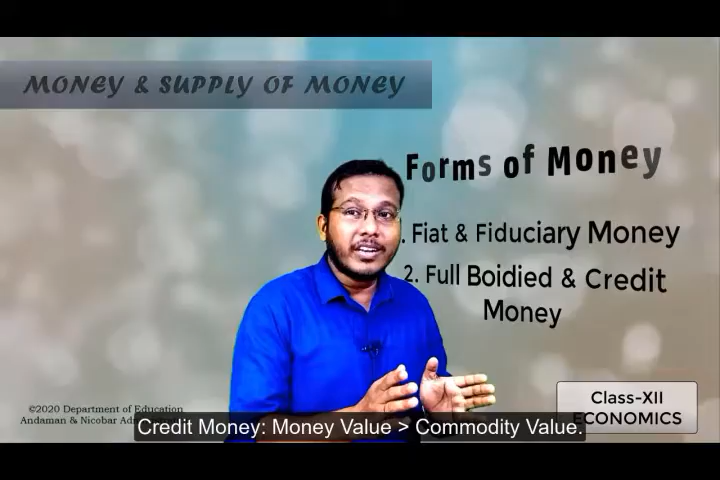 MONEY & SUPPLY OF MONEY
Forms of Money
. Fiat & Fiduciary Money
2. Full Boidied & Credit
Money
Class-XII
ECONOMICS
©2020 Department of Education
Andaman & Nicobar
Credit Money: Money Value > Commodity Value.